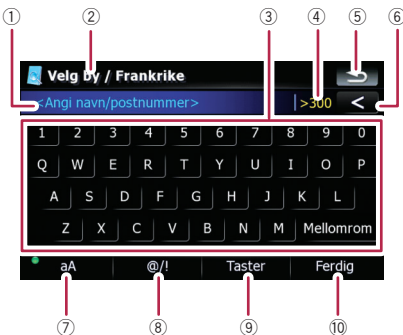 ① ② ③ ④ ⑤ ⑥
Velg by / Frankrike
<Angi navn/postnummer> >300 <
1 2 3 4 5 6 7 8 9 0
Q W E R T Y U I O P
A S D F G H J K L
Z X C V B N M Mellomrom
aA @/! Taster Ferdig
⑦ ⑧ ⑨ ⑩